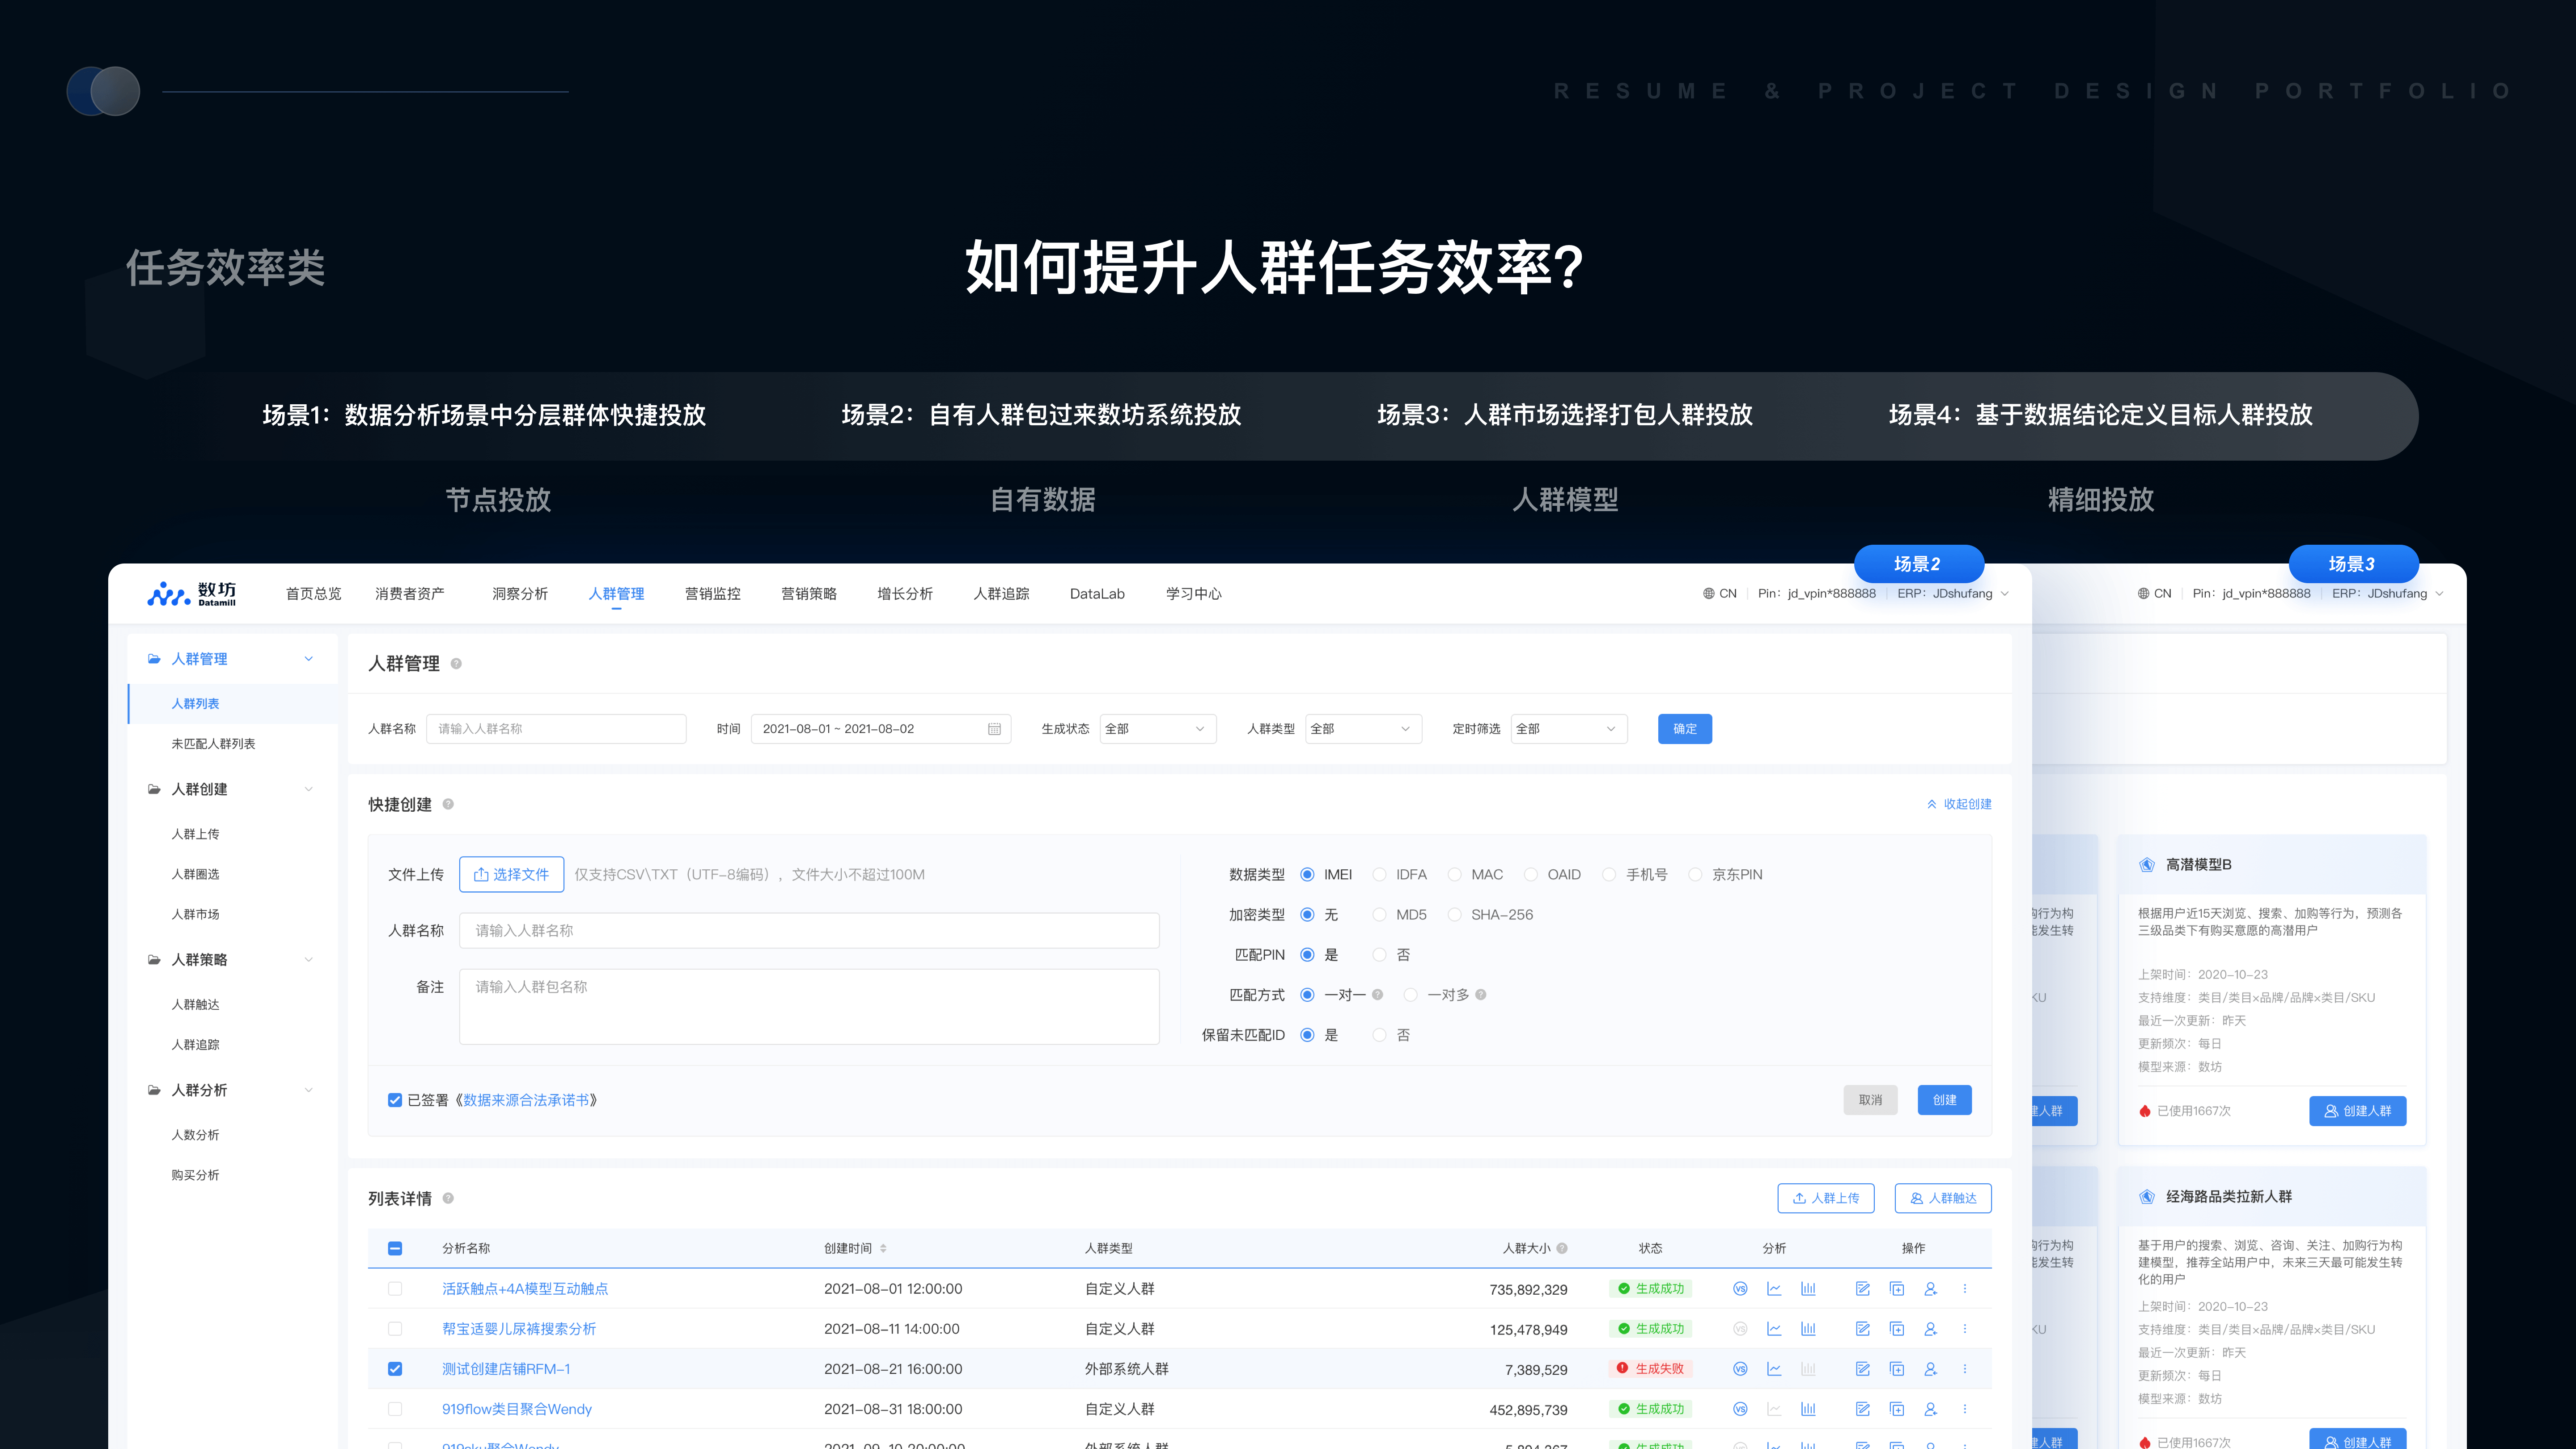 RESUME & PROJECT DESIGN PORTFOLIO
任务效率类
如何提升人群任务效率?
场景1：数据分析场景中分层群体快捷投放
场景2：自有人群包过来数坊系统投放
场景3：人群市场选择打包人群投放
场景4：基于数据结论定义目标人群投放
节点投放
自有数据
人群模型
精细投放
场景2
场景3
数坊
Datamill
首页总览 消费者资产 洞察分析 人群管理 营销监控 营销策略 增长分析 人群追踪 DataLab 学习中心
CN Pin：jd_vpin*888888 ERP：JDshufang
CN Pin：jd_vpin*888888 ERP：JDshufang
人群管理
人群列表
未匹配人群列表
人群创建
人群上传
人群圈选
人群市场
人群策略
人群触达
人群追踪
人群分析
人数分析
购买分析
人群管理
人群名称 请输入人群名称 时间 2021-08-01 ~ 2021-08-02 生成状态 全部 人群类型 全部 定时筛选 全部 确定
快捷创建
收起创建
文件上传 选择文件 仅支持CSV\TXT（UTF-8编码），文件大小不超过100M
人群名称 请输入人群名称
备注 请输入人群包名称
数据类型 IMEI IDFA MAC OAID 手机号 京东PIN
加密类型 无 MD5 SHA-256
匹配PIN 是 否
匹配方式 一对一 一对多
保留未匹配ID 是 否
已签署《数据来源合法承诺书》
取消 创建
列表详情
人群上传 人群触达
分析名称 创建时间 人群类型 人群大小 状态 分析 操作
活跃触点+4A模型互动触点 2021-08-01 12:00:00 自定义人群 735,892,329 生成成功
帮宝适婴儿尿裤搜索分析 2021-08-11 14:00:00 自定义人群 125,478,949 生成成功
测试创建店铺RFM-1 2021-08-21 16:00:00 外部系统人群 7,389,529 生成失败
919flow类目聚合Wendy 2021-08-31 18:00:00 自定义人群 452,895,739 生成成功
919sku聚合Wendy 2021-09-10 20:00:00 外部系统人群 生成成功
购行为构
能发生转
KU
建人群
高潜模型B
根据用户近15天浏览、搜索、加购等行为，预测各
三级品类下有购买意愿的高潜用户
上架时间：2020-10-23
支持维度：类目/类目×品牌/品牌×类目/SKU
最近一次更新：昨天
更新频次：每日
模型来源：数坊
已使用1667次 创建人群
购行为构
能发生转
KU
建人群
经海路品类拉新人群
基于用户的搜索、浏览、咨询、关注、加购行为构
建模型，推荐全站用户中，未来三天最可能发生转
化的用户
上架时间：2020-10-23
支持维度：类目/类目×品牌/品牌×类目/SKU
最近一次更新：昨天
更新频次：每日
模型来源：数坊
已使用1667次 创建人群